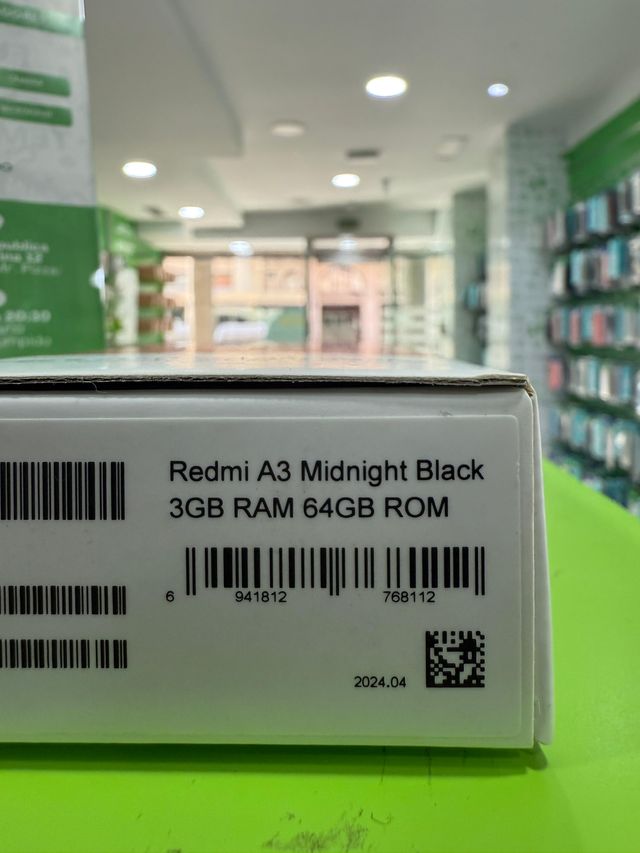 Redmi A3 Midnight Black
3GB RAM 64GB ROM
6 941812 768112
2024.04